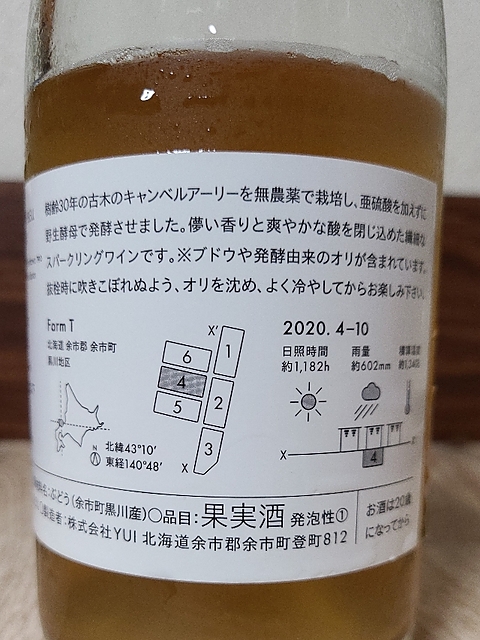 樹齢30年の古木のキャンベルアーリーを無農薬で栽培し、亜硫酸を加えずに
野生酵母で発酵させました。儚い香りと爽やかな酸を閉じ込めた繊細な
スパークリングワインです。※ブドウや発酵由来のオリが含まれています。
抜栓時に吹きこぼれぬよう、オリを沈め、よく冷やしてからお楽しみ下さい。
Form T
北海道 余市郡 余市町
黒川地区
N
北緯43°10'
東経140°48'
X'
6
1
4
5
2
3
X
2020. 4–10
日照時間
約1,182h
雨量
約602mm
積算温度
X
4
X'
ぶどう(余市町黒川産)○品目:果実酒 発泡性①
製造者:株式会社YUI 北海道余市郡余市町登町812
お酒は20歳
になってから